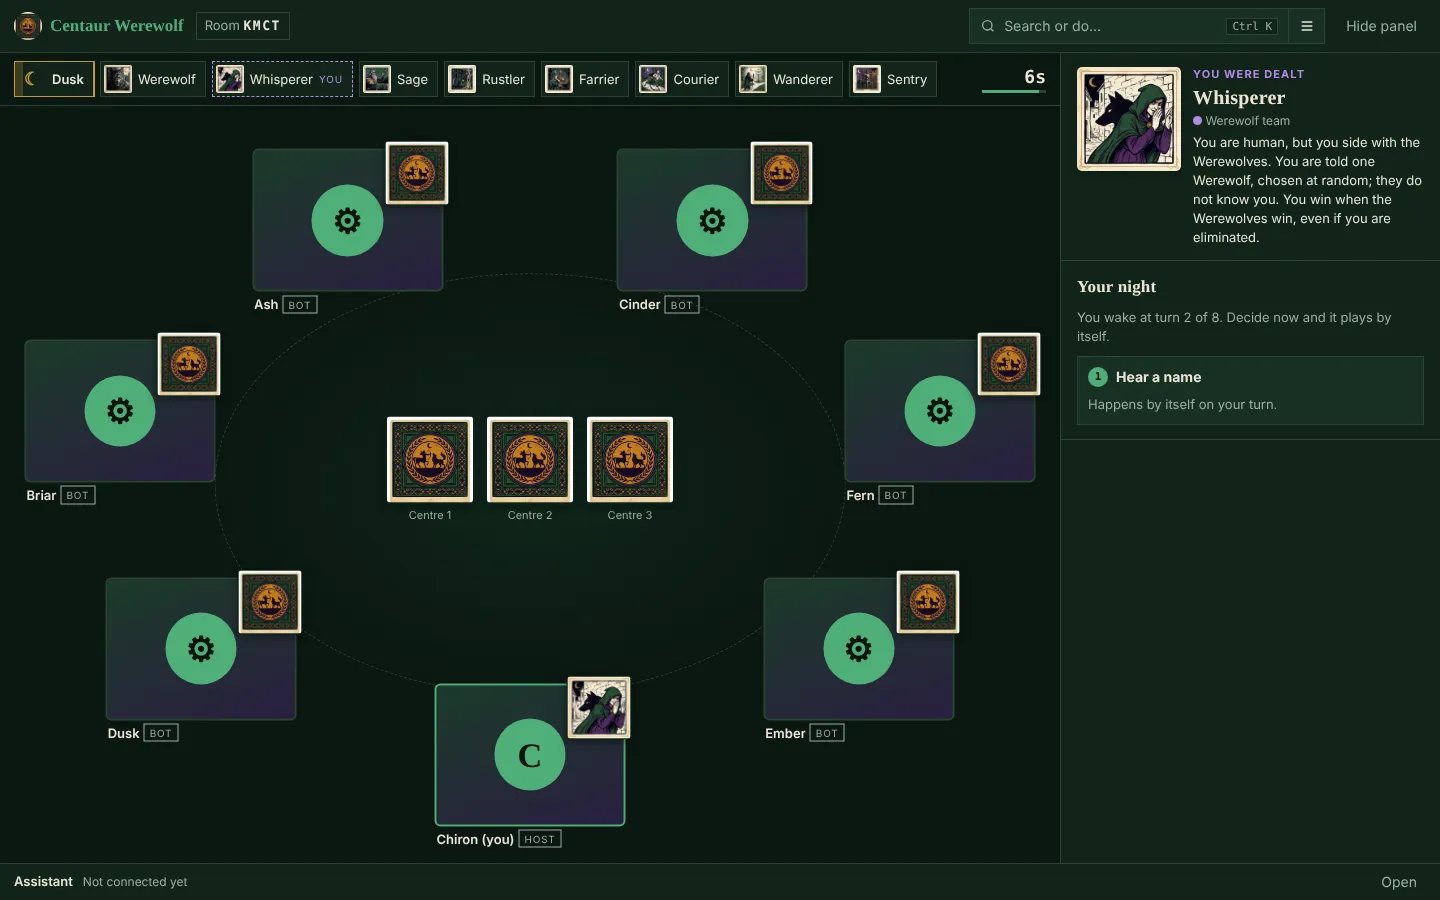 Centaur Werewolf
Room KMCT
Search or do...
Ctrl K
Hide panel
Dusk
Werewolf
Whisperer YOU
Sage
Rustler
Farrier
Courier
Wanderer
Sentry
6s
YOU WERE DEALT
Whisperer
Werewolf team
You are human, but you side with the
Werewolves. You are told one
Werewolf, chosen at random; they do
not know you. You win when the
Werewolves win, even if you are
eliminated.
Your night
You wake at turn 2 of 8. Decide now and it plays by
itself.
1 Hear a name
Happens by itself on your turn.
Ash BOT
Cinder BOT
Briar BOT
Fern BOT
Centre 1
Centre 2
Centre 3
Dusk BOT
Ember BOT
C
Chiron (you) HOST
Assistant Not connected yet
Open